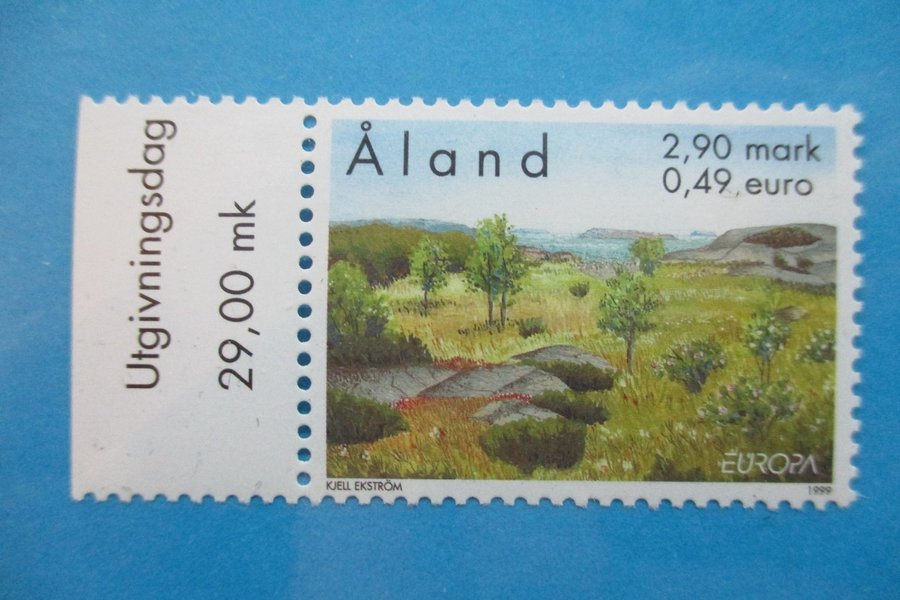 Utgivningsdag
29,00 mk
Åland
2,90 mark
0,49 euro
EUROPA
KJELL EKSTRÖM
1999